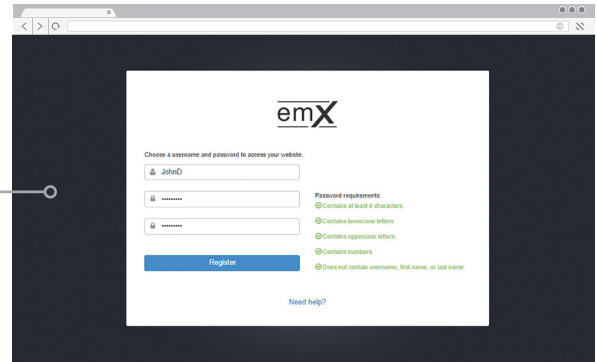 emX
Choose a username and password to access your website.
JohnD
Password requirements:
Contains at least 6 characters.
Contains lowercase letters.
Contains uppercase letters.
Contains numbers.
Does not contain username, first name, or last name.
Register
Need help?